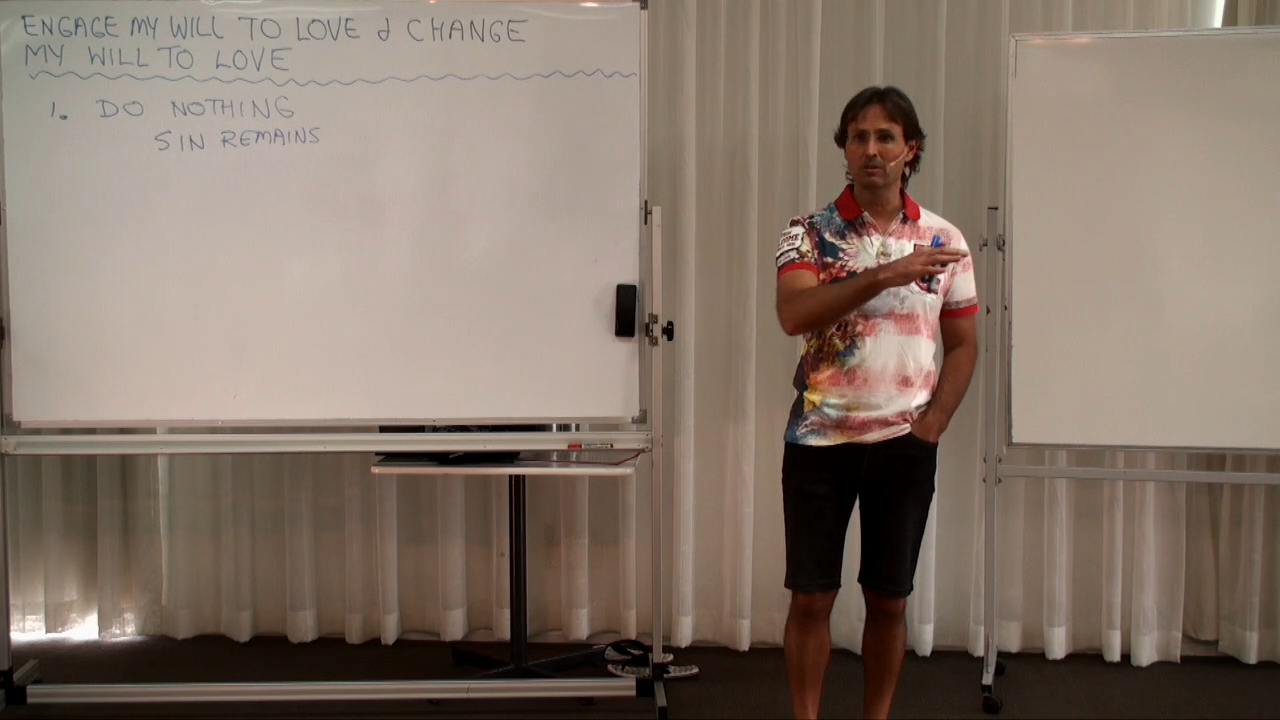 ENGAGE MY WILL TO LOVE & CHANGE
MY WILL TO LOVE
1. DO NOTHING
SIN REMAINS